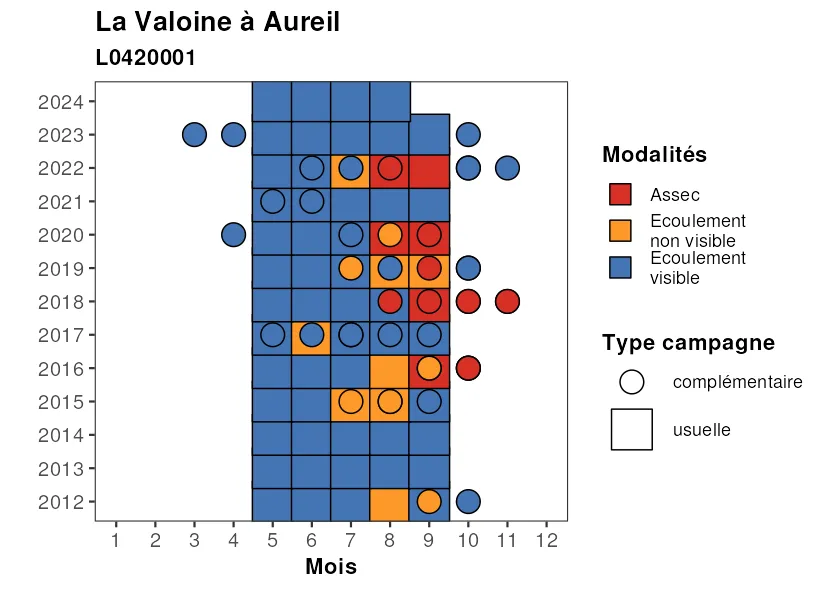 La Valoine à Aureil
L0420001
2024
2023
2022
2021
2020
2019
2018
2017
2016
2015
2014
2013
2012
1 2 3 4 5 6 7 8 9 10 11 12
Mois
Modalités
Assec
Ecoulement
non visible
Ecoulement
visible
Type campagne
complémentaire
usuelle